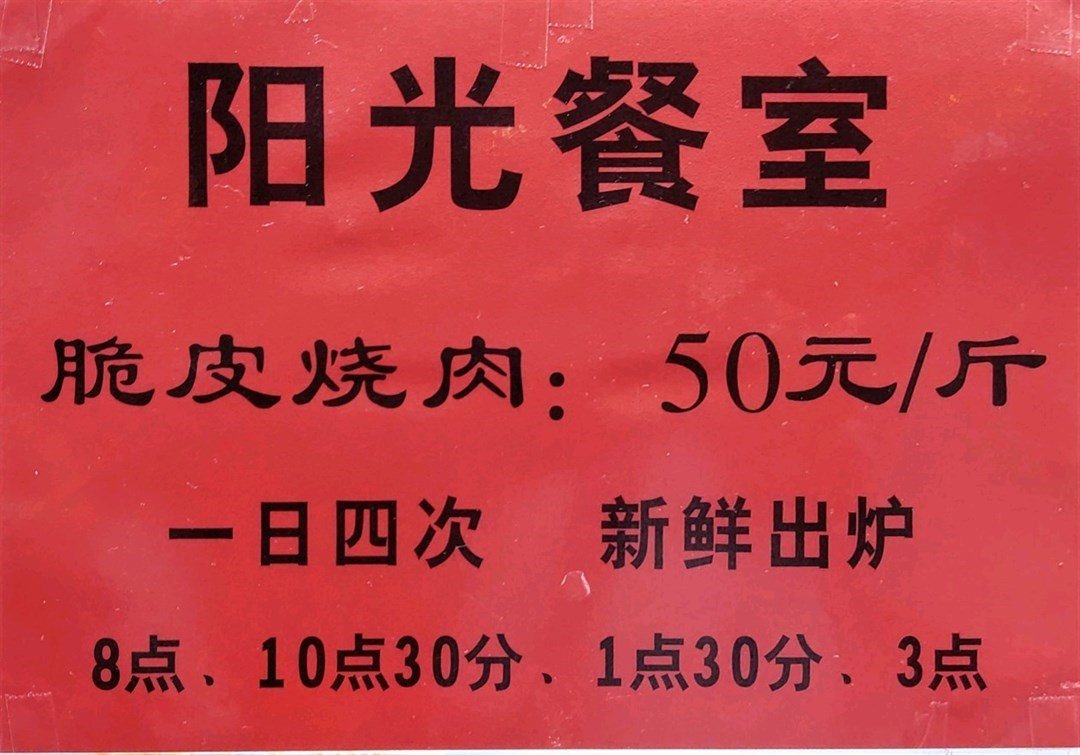 阳光餐室
脆皮烧肉：50元/斤
一日四次 新鲜出炉
8点、10点30分、1点30分、3点